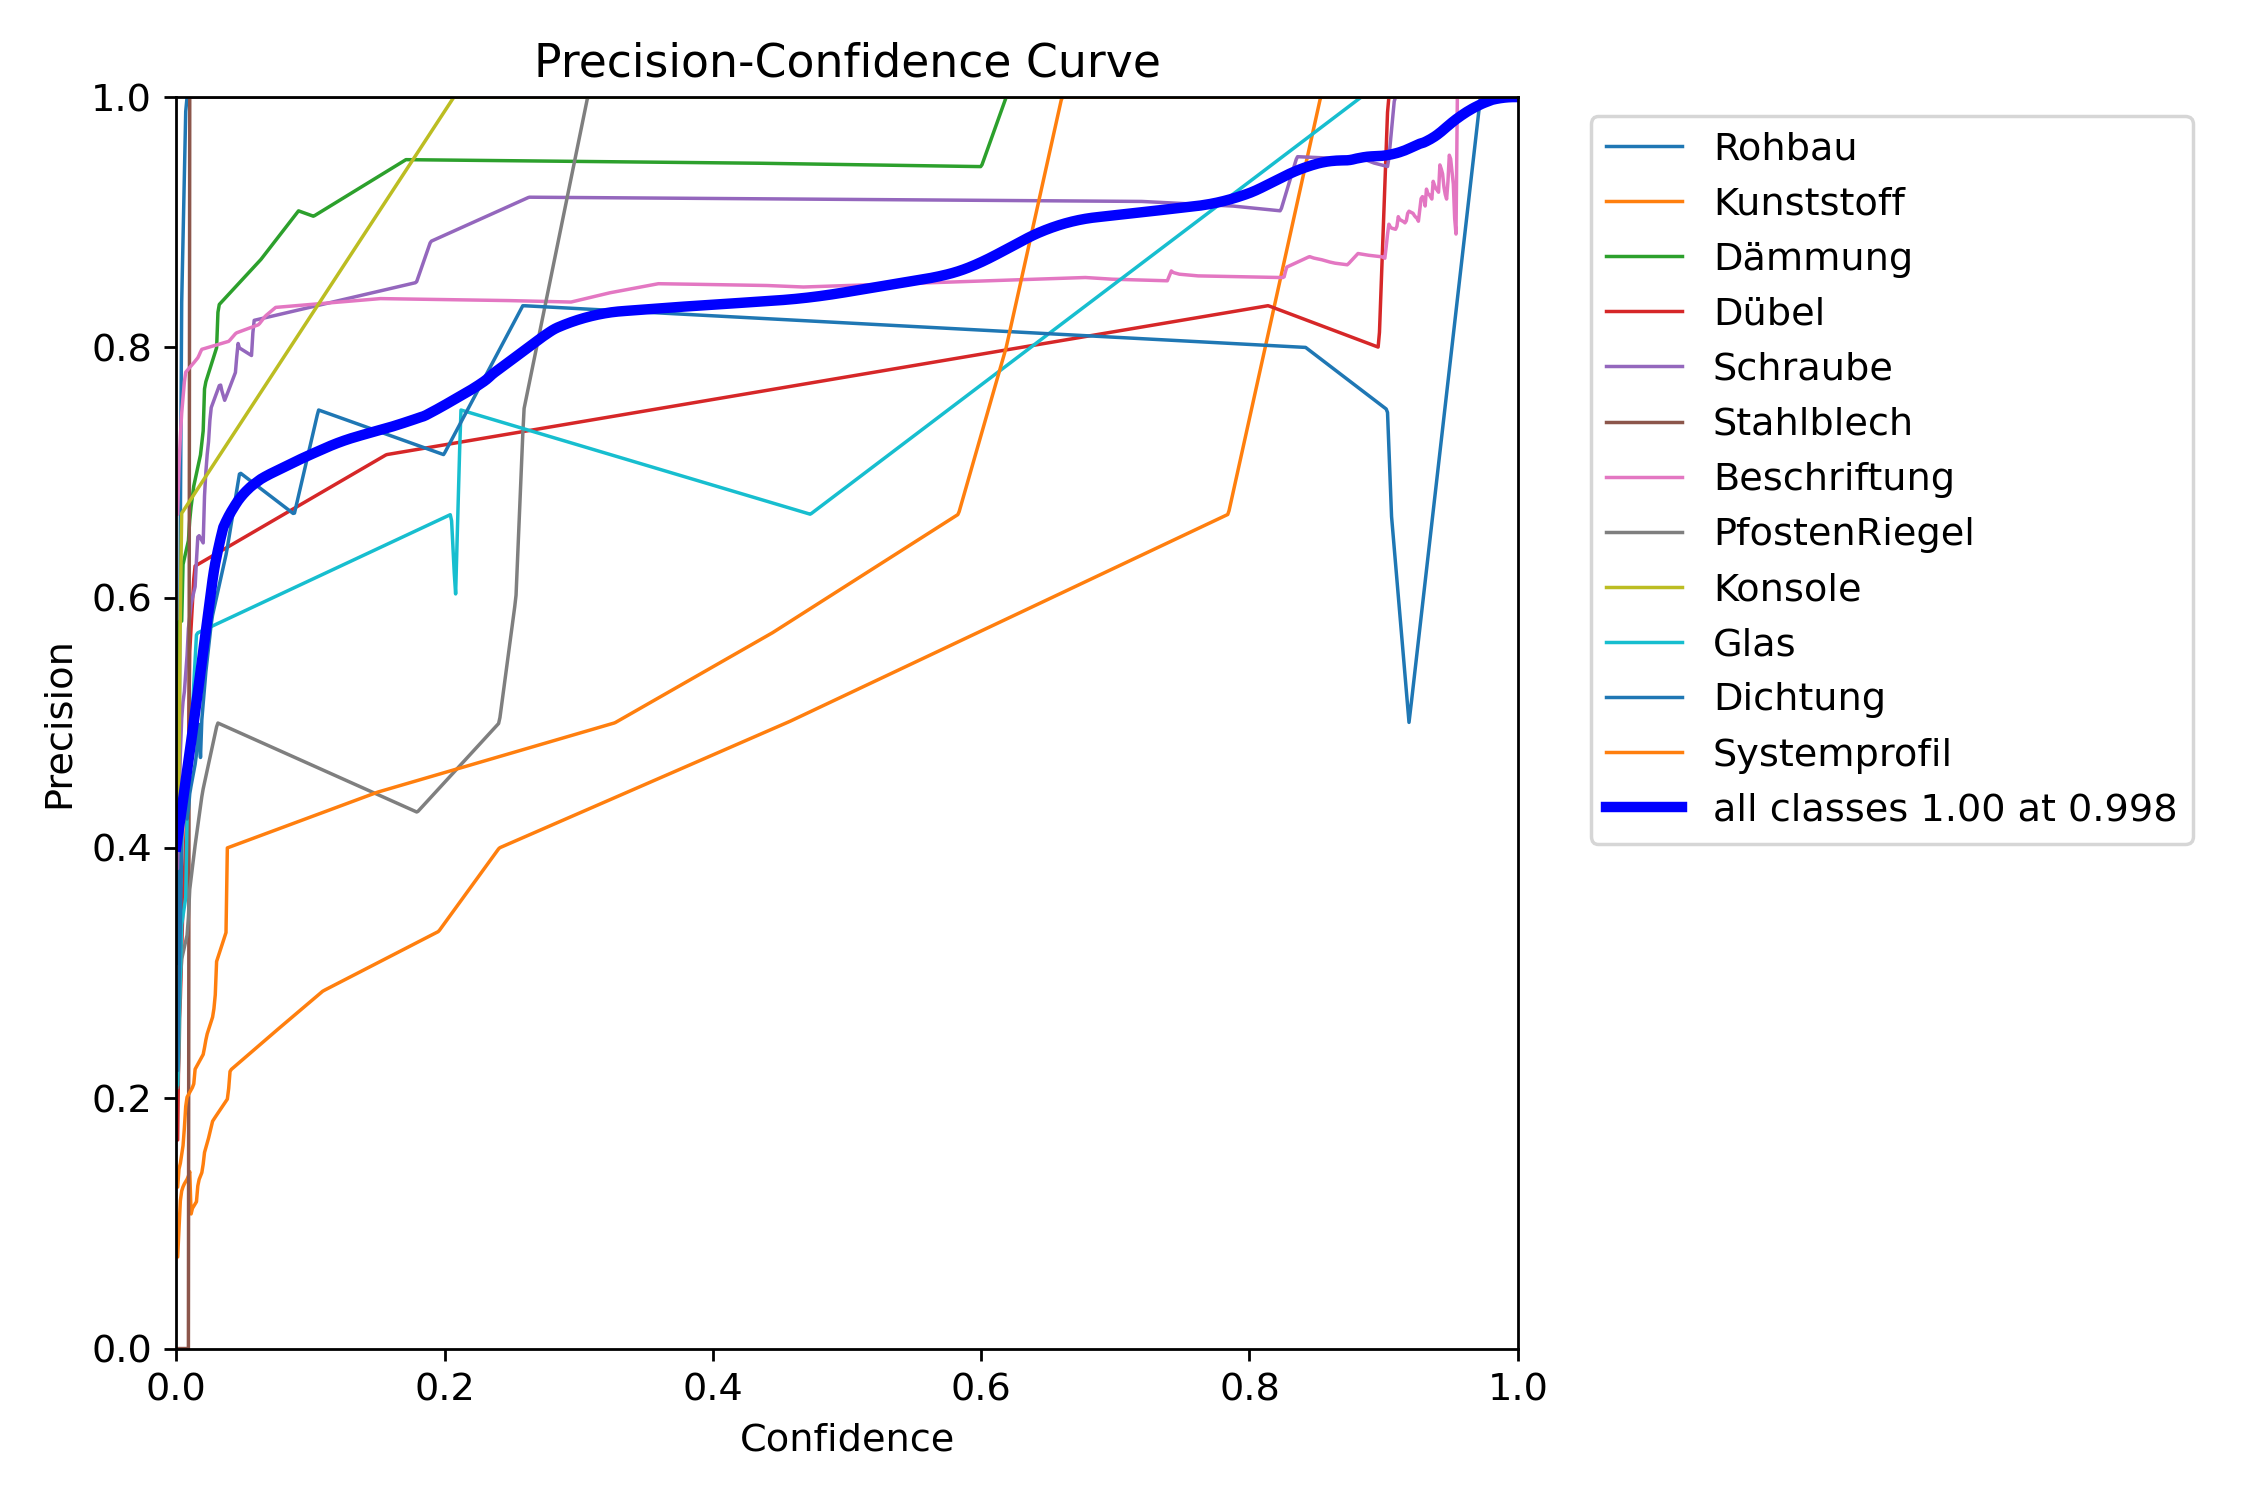 Precision-Confidence Curve
1.0
0.8
0.6
0.4
0.2
0.0
Precision
0.0 0.2 0.4 0.6 0.8 1.0
Confidence
Rohbau
Kunststoff
Dämmung
Dübel
Schraube
Stahlblech
Beschriftung
PfostenRiegel
Konsole
Glas
Dichtung
Systemprofil
all classes 1.00 at 0.998